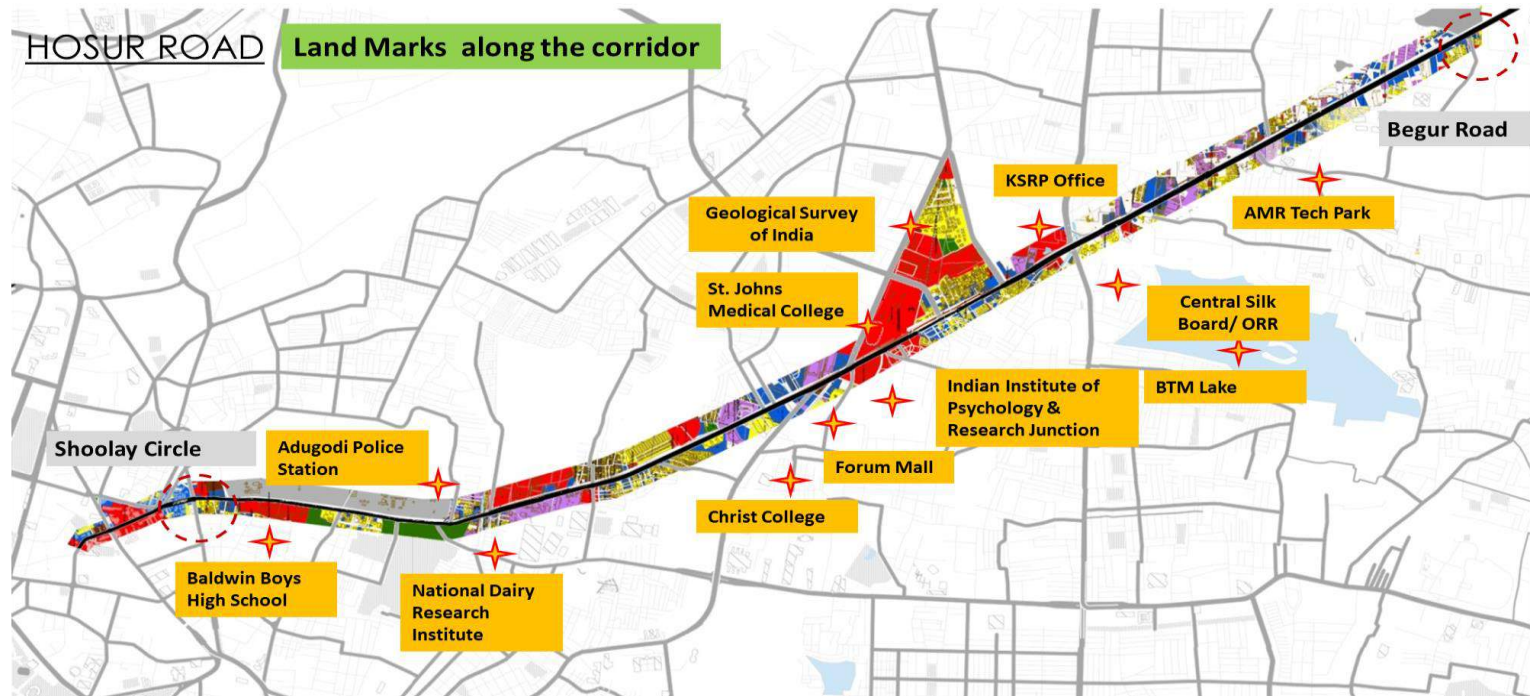 HOSUR ROAD
Land Marks along the corridor
Begur Road
KSRP Office
AMR Tech Park
Geological Survey
of India
St. Johns
Medical College
Central Silk
Board/ ORR
BTM Lake
Indian Institute of
Psychology &
Research Junction
Shoolay Circle
Adugodi Police
Station
Forum Mall
Christ College
Baldwin Boys
High School
National Dairy
Research
Institute